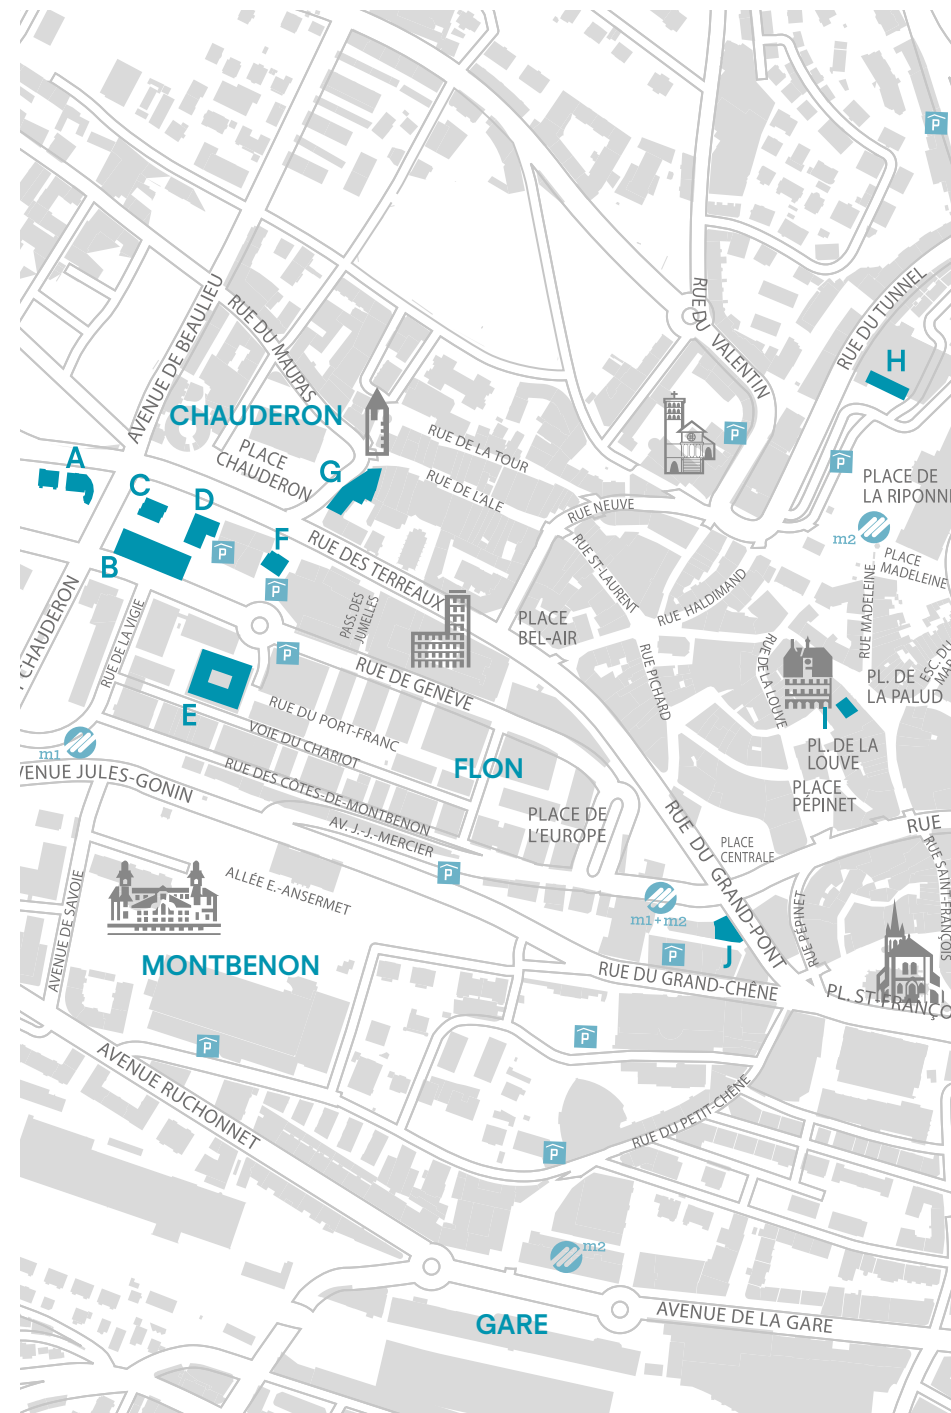 P
AVENUE DE BEAULIEU
RUE DU MAUPAS
RUE DU VALENTIN
RUE DU TUNNEL
H
CHAUDERON
PLACE
CHAUDERON
RUE DE LA TOUR
P
A
G
RUE DE L'ALE
P
PLACE DE
LA RIPONNE
C
D
RUE NEUVE
m2
PLACE
MADELEINE
B
P
F
RUE DES TERREAUX
RUE ST-LAURENT
RUE HALDIMAND
RUE MADELEINE
P
CHAUDERON
RUE DE LA VIGIE
PASS. DES
JUMELLES
PLACE
BEL-AIR
P
RUE DE GENÈVE
RUE PICHARD
RUE DE LA LOUVE
PL. DE
LA PALUD
ESC. DU
E
RUE DU PORT-FRANC
I
VOIE DU CHARIOT
m1
PL. DE LA
LOUVE
VENUE JULES-GONIN
RUE DES CÔTES-DE-MONTBENON
FLON
PLACE
PÉPINET
AV. J.-J.-MERCIER
PLACE DE
L'EUROPE
RUE DU GRAND-PONT
PLACE
CENTRALE
RUE
RUE SAINT-FRANÇOIS
P
ALLÉE E.-ANSERMET
AVENUE DE SAVOIE
m1+m2
RUE PÉPINET
J
P
MONTBENON
RUE DU GRAND-CHÊNE
PL. ST-FRANÇO
P
P
AVENUE RUCHONNET
RUE DU PETIT-CHÊNE
P
m2
GARE
AVENUE DE LA GARE